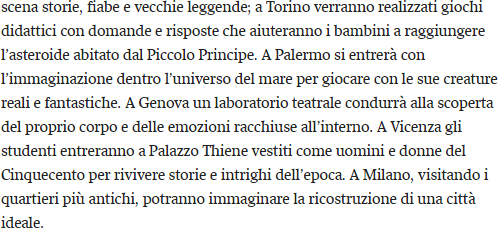 scena storie, fiabe e vecchie leggende; a Torino verranno realizzati giochi
didattici con domande e risposte che aiuteranno i bambini a raggiungere
l’asteroide abitato dal Piccolo Principe. A Palermo si entrerà con
l’immaginazione dentro l’universo del mare per giocare con le sue creature
reali e fantastiche. A Genova un laboratorio teatrale condurrà alla scoperta
del proprio corpo e delle emozioni racchiuse all’interno. A Vicenza gli
studenti entreranno a Palazzo Thiene vestiti come uomini e donne del
Cinquecento per rivivere storie e intrighi dell’epoca. A Milano, visitando i
quartieri più antichi, potranno immaginare la ricostruzione di una città
ideale.